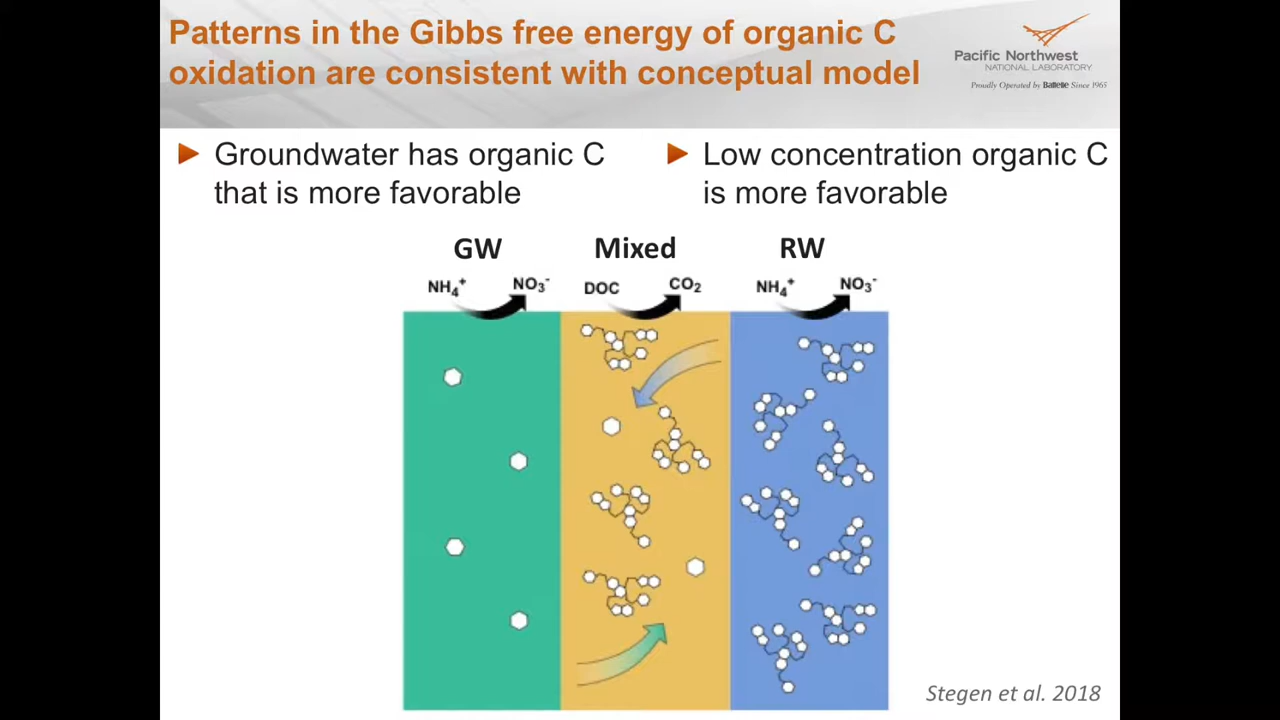 Patterns in the Gibbs free energy of organic C
oxidation are consistent with conceptual model
Pacific Northwest
NATIONAL LABORATORY
Proudly Operated by Battelle Since 1965
Groundwater has organic C
that is more favorable
Low concentration organic C
is more favorable
GW Mixed RW
NH₄⁺ NO₃⁻ DOC CO₂ NH₄⁺ NO₃⁻
Stegen et al. 2018